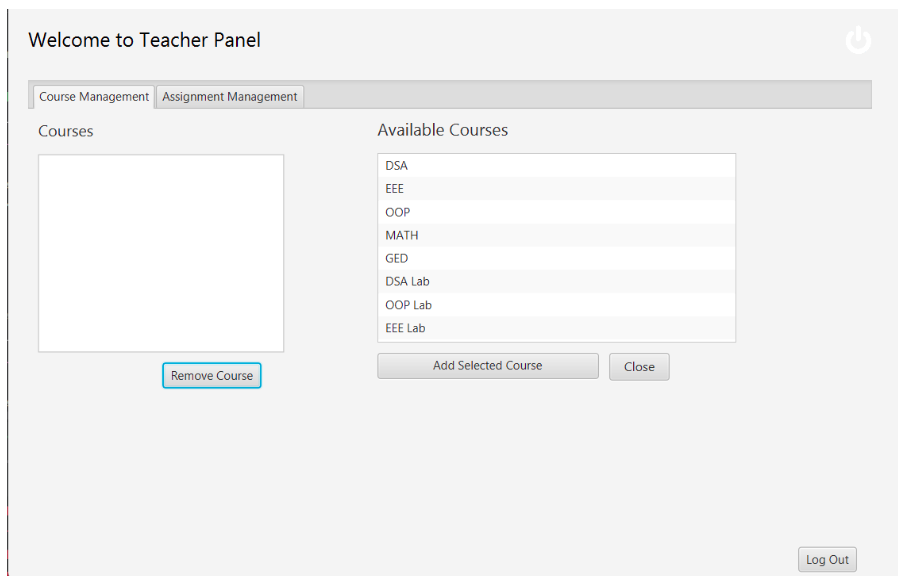 Welcome to Teacher Panel
Course Management
Assignment Management
Courses
Available Courses
DSA
EEE
OOP
MATH
GED
DSA Lab
OOP Lab
EEE Lab
Remove Course
Add Selected Course
Close
Log Out